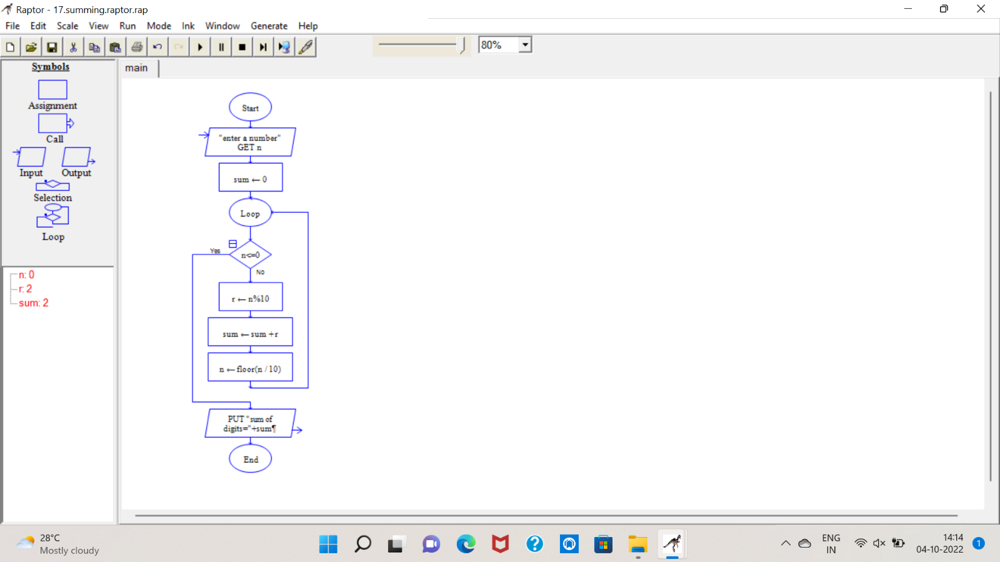 Raptor - 17.summing.raptor.rap
File Edit Scale View Run Mode Ink Window Generate Help
80%
Symbols
Assignment
Call
Input Output
Selection
Loop
n: 0
r: 2
sum: 2
main
Start
"enter a number"
GET n
sum ← 0
Loop
n<=0
Yes
No
r ← n%10
sum ← sum +r
n ← floor(n / 10)
PUT "sum of
digits="+sum¶
End
28°C
Mostly cloudy
ENG
IN
14:14
04-10-2022
1